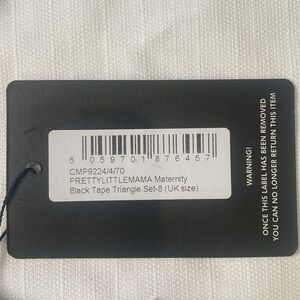 5 059701 876457
CMP9224/4/70
PRETTYLITTLEMAMA Maternity
Black Tape Triangle Set-8 (UK size)
WARNING!
ONCE THIS LABEL HAS BEEN REMOVED
YOU CAN NO LONGER RETURN THIS ITEM